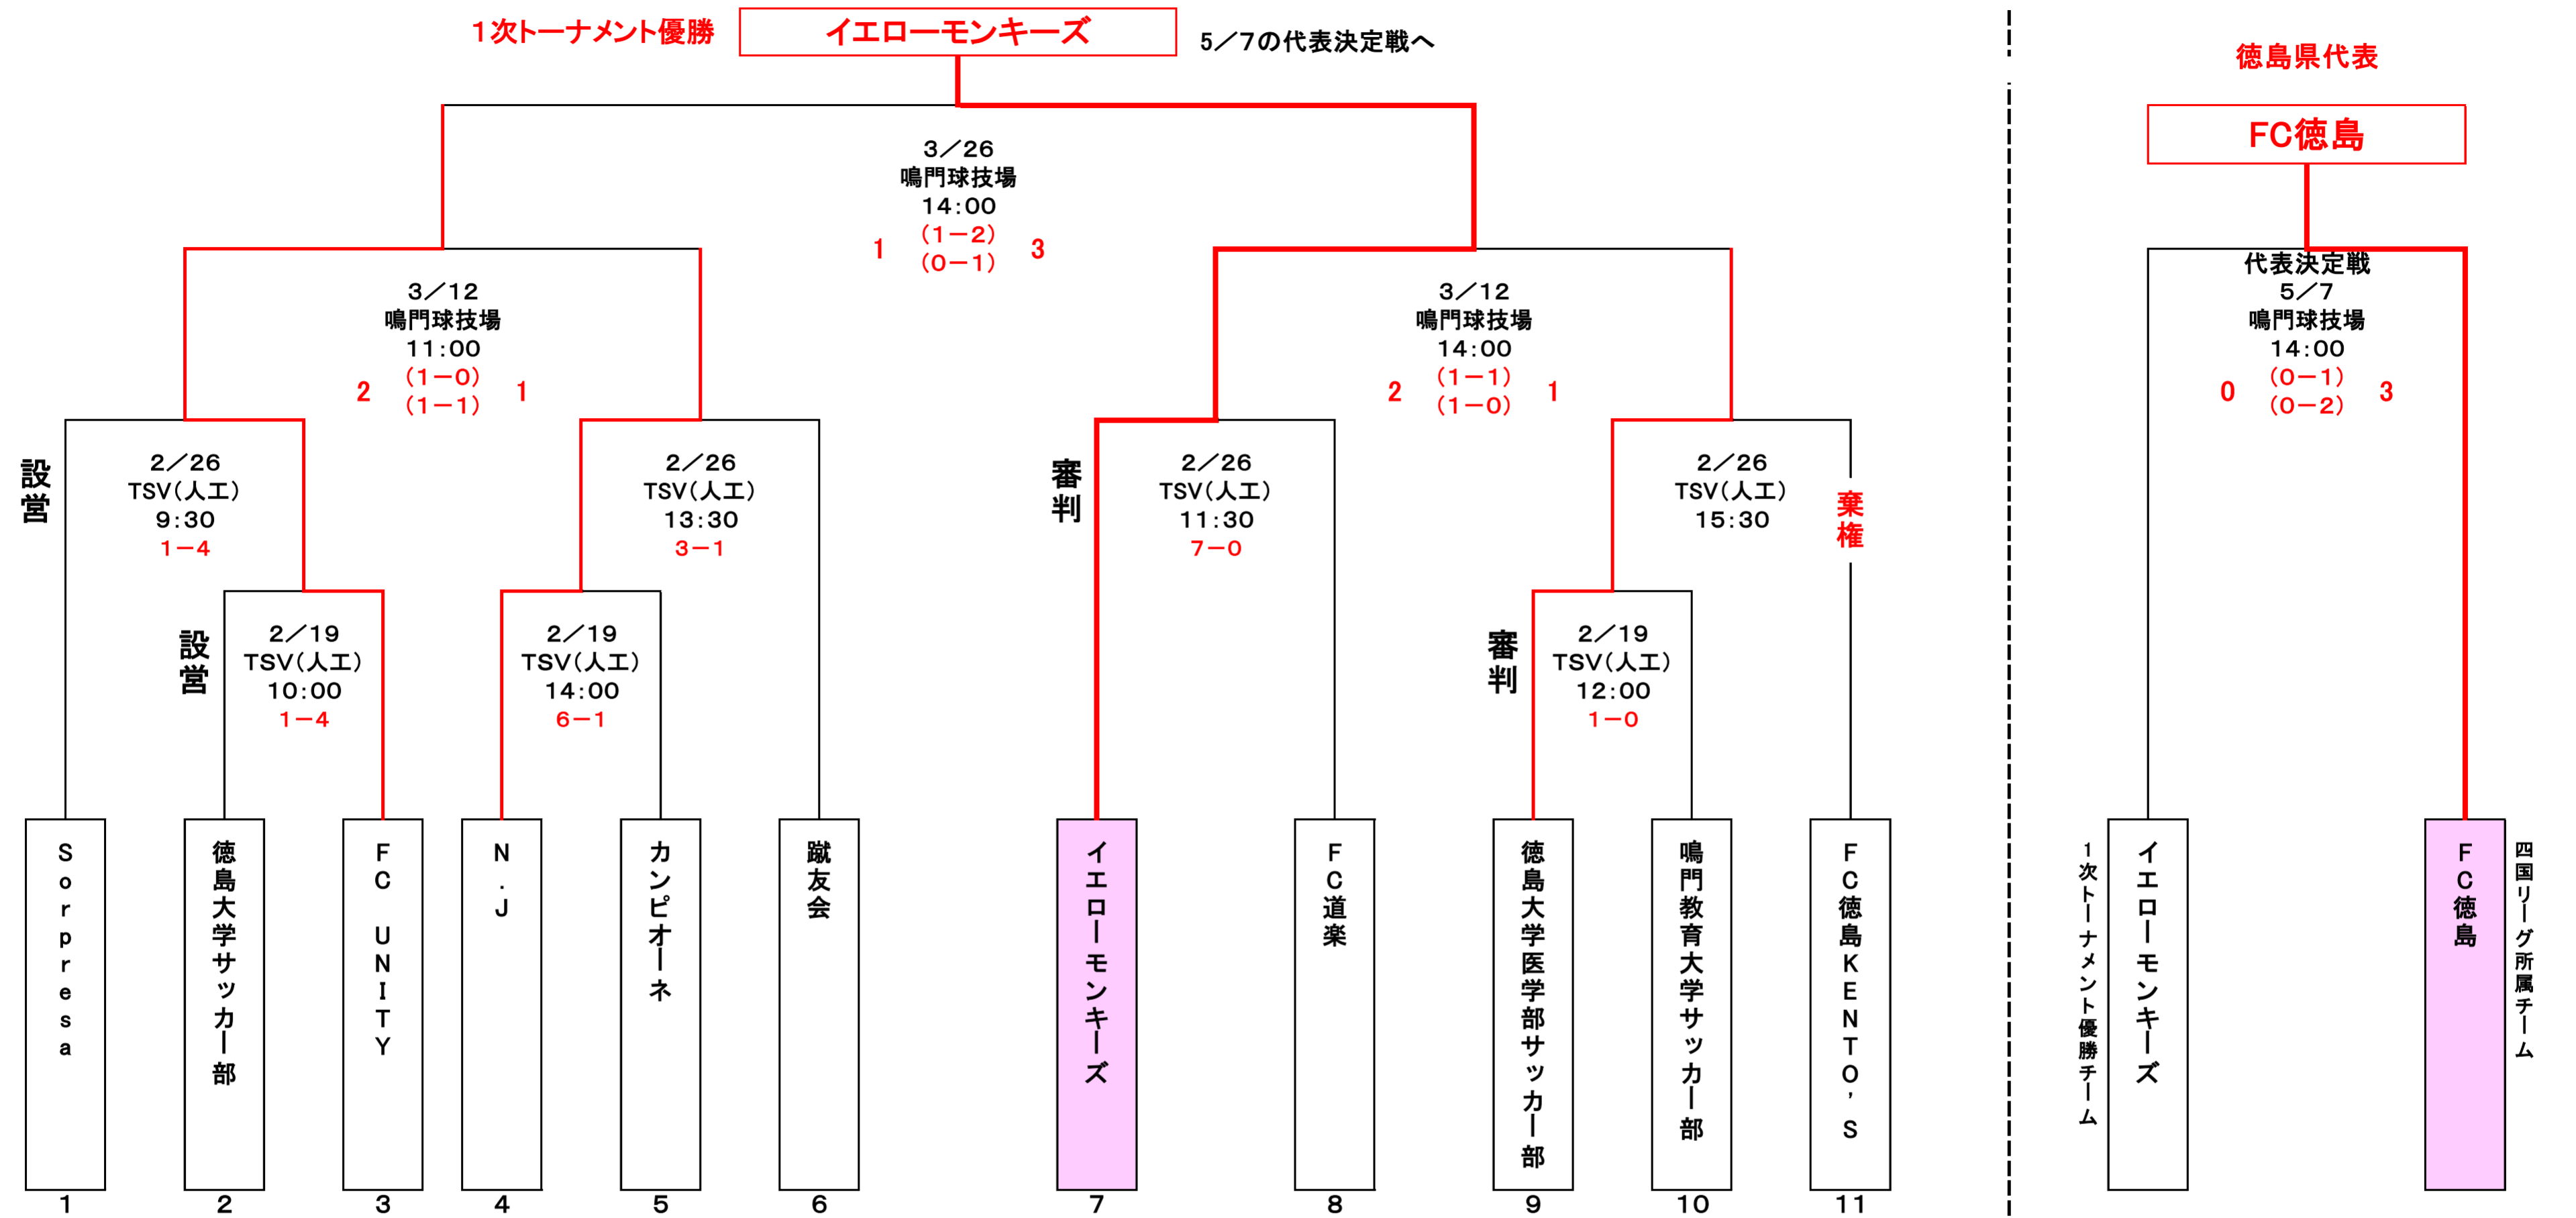 1次トーナメント優勝
イエローモンキーズ
5/7の代表決定戦へ
3/26
鳴門球技場
14:00
1
(1-2)
(0-1)
3
3/12
鳴門球技場
11:00
2
(1-0)
(1-1)
1
3/12
鳴門球技場
14:00
2
(1-1)
(1-0)
1
設営
2/26
TSV(人工)
9:30
1-4
2/26
TSV(人工)
13:30
3-1
審判
2/26
TSV(人工)
11:30
7-0
2/26
TSV(人工)
15:30
棄権
設営
2/19
TSV(人工)
10:00
1-4
2/19
TSV(人工)
14:00
6-1
審判
2/19
TSV(人工)
12:00
1-0
Sorpresa
徳島大学サッカー部
FC UNITY
N.J
カンピオーネ
蹴友会
イエローモンキーズ
FC道楽
徳島大学医学部サッカー部
鳴門教育大学サッカー部
FC徳島KENTO'S
1
2
3
4
5
6
7
8
9
10
11
徳島県代表
FC徳島
代表決定戦
5/7
鳴門球技場
14:00
0
(0-1)
(0-2)
3
1次トーナメント優勝チーム
イエローモンキーズ
FC徳島
四国リーグ所属チーム